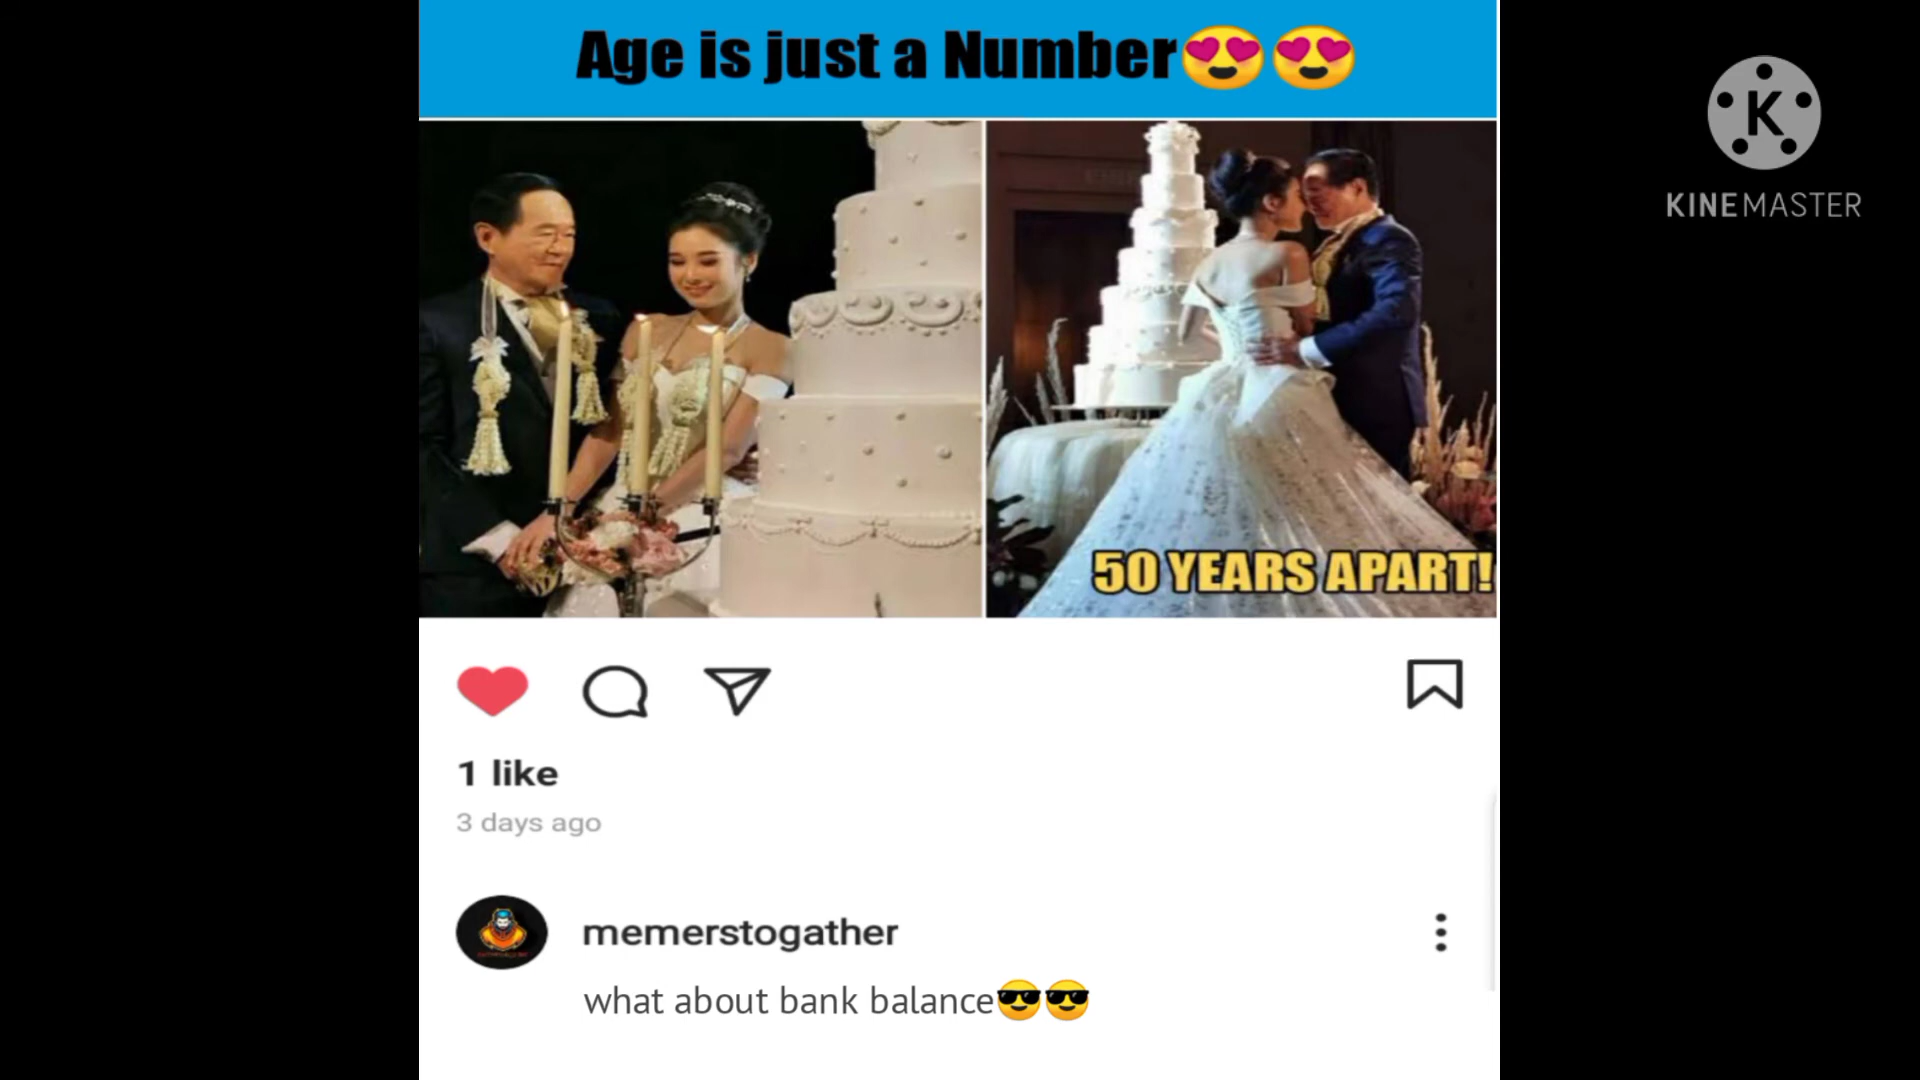 Age is just a Number😍😍
K
KINEMASTER
50 YEARS APART!
1 like
3 days ago
memerstogather
what about bank balance😎😎